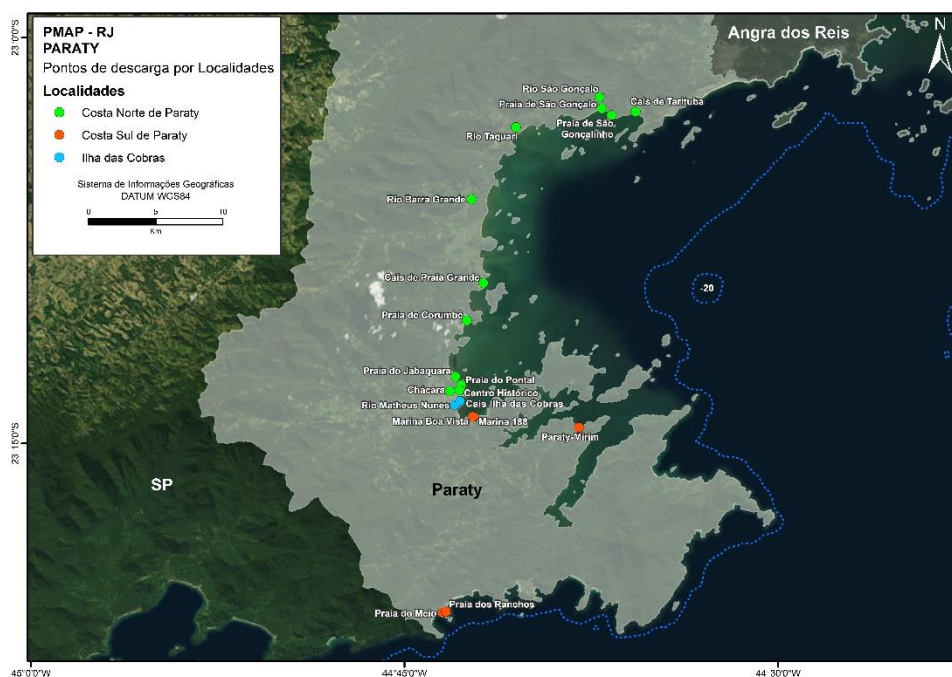 PMAP - RJ
PARATY
Pontos de descarga por Localidades
Localidades
Costa Norte de Paraty
Costa Sul de Paraty
Ilha das Cobras
Sistema de Informações Geográficas
DATUM WGS84
0 5 10
Km
23°0'0"S
Angra dos Reis
N
Rio São Gonçalo
Praia de São Gonçalo
Cais de Tarituba
Praia de São
Gonçalinho
Rio Taquari
Rio Barra Grande
Cais de Praia Grande
-20
Praia de Corumbê
Praia do Jabaquara
Praia do Pontal
Chácara
Centro Histórico
Cais Ilha das Cobras
Rio Matheus Nunes
Marina Boa Vista
Marina 188
Paraty-Mirim
23°15'0"S
SP
Paraty
Praia dos Ranchos
Praia do Meio
45°0'0"W
44°45'0"W
44°30'0"W